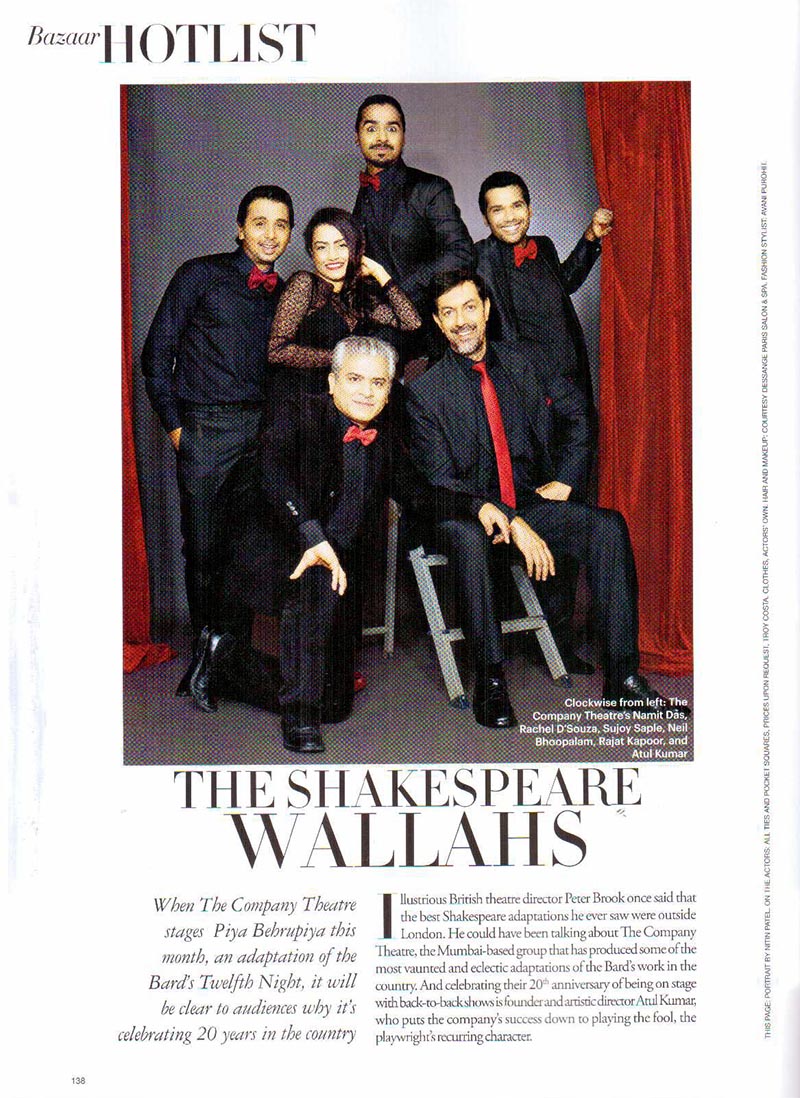 Bazaar HOTLIST
Clockwise from left: The
Company Theatre's Namit Das,
Rachel D'Souza, Sujoy Saple, Neil
Bhoopalam, Rajat Kapoor, and
Atul Kumar
THE SHAKESPEARE
WALLAHS
When The Company Theatre
stages Piya Behrupiya this
month, an adaptation of the
Bard's Twelfth Night, it will
be clear to audiences why it's
celebrating 20 years in the country
Illustrious British theatre director Peter Brook once said that
the best Shakespeare adaptations he ever saw were outside
London. He could have been talking about The Company
Theatre, the Mumbai-based group that has produced some of the
most vaunted and eclectic adaptations of the Bard's work in the
country. And celebrating their 20th anniversary of being on stage
with back-to-back shows is founder and artistic director Atul Kumar,
who puts the company's success down to playing the fool, the
playwright's recurring character.
THIS PAGE: PORTRAIT BY NITIN PATEL. ON THE ACTORS: ALL TIES AND POCKET SQUARES, PRICES UPON REQUEST, TROY COSTA. CLOTHES, ACTORS' OWN. HAIR AND MAKEUP: COURTESY DESSANGE PARIS SALON & SPA. FASHION STYLIST: AVANI PUROHIT.
138